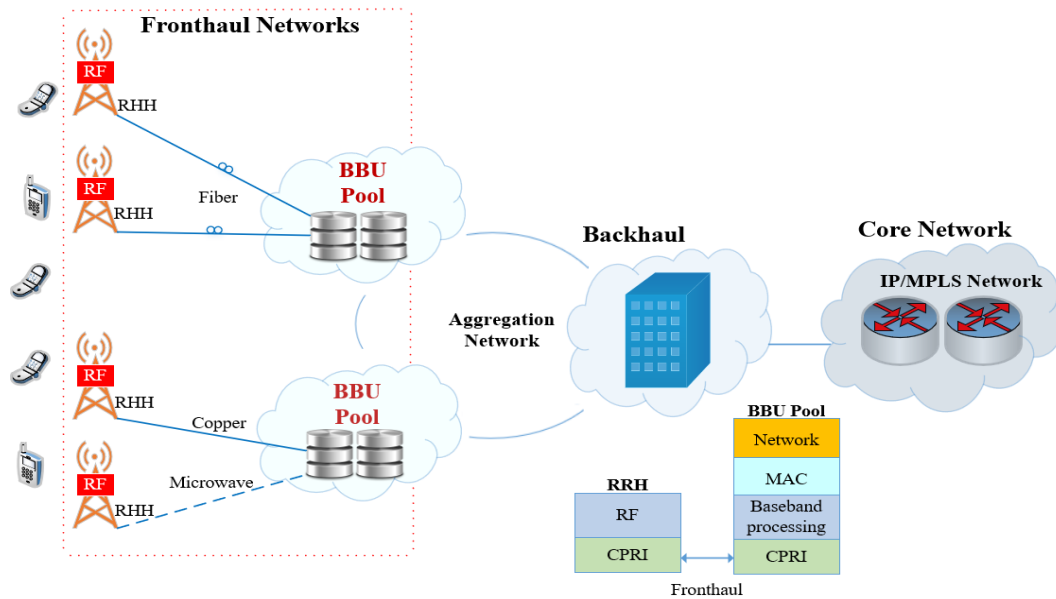 Fronthaul Networks
RF
RHH
RF
RHH
Fiber
BBU
Pool
RF
RHH
Copper
RF
RHH
Microwave
BBU
Pool
Aggregation
Network
Backhaul
Core Network
IP/MPLS Network
RRH
RF
CPRI
Fronthaul
BBU Pool
Network
MAC
Baseband
processing
CPRI